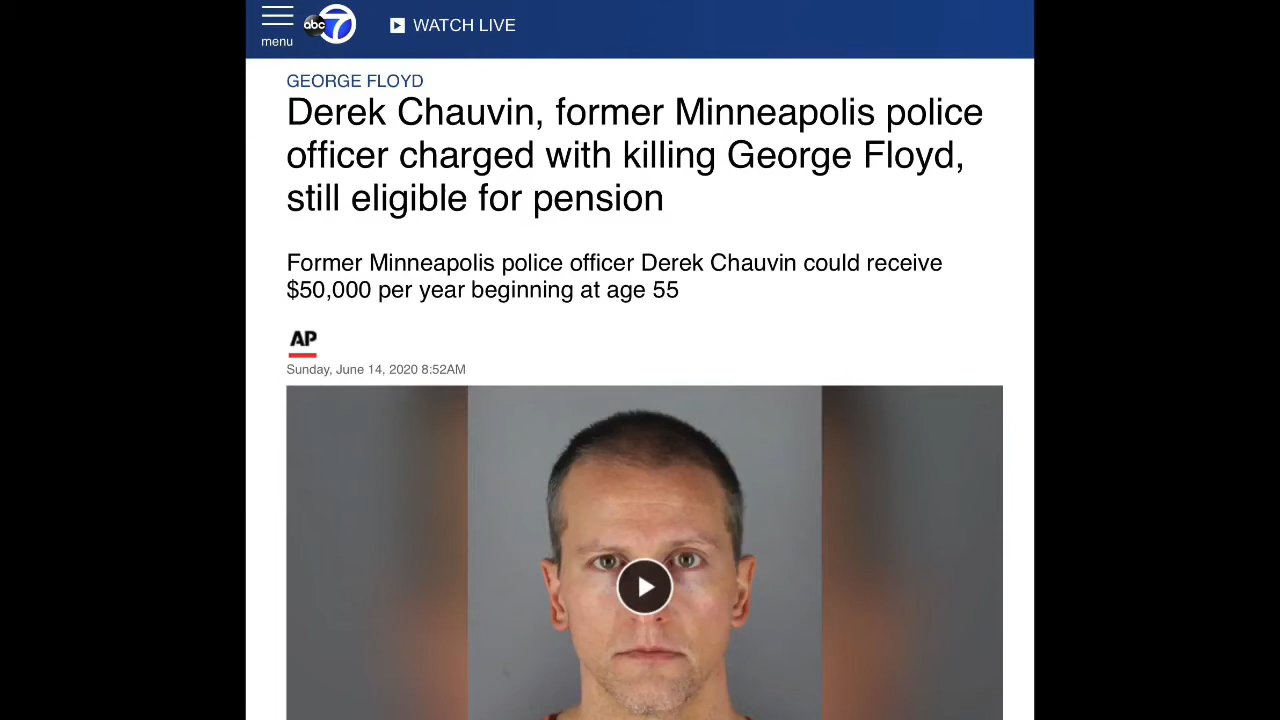 menu
abc 7
WATCH LIVE
GEORGE FLOYD
Derek Chauvin, former Minneapolis police
officer charged with killing George Floyd,
still eligible for pension
Former Minneapolis police officer Derek Chauvin could receive
$50,000 per year beginning at age 55
AP
Sunday, June 14, 2020 8:52AM